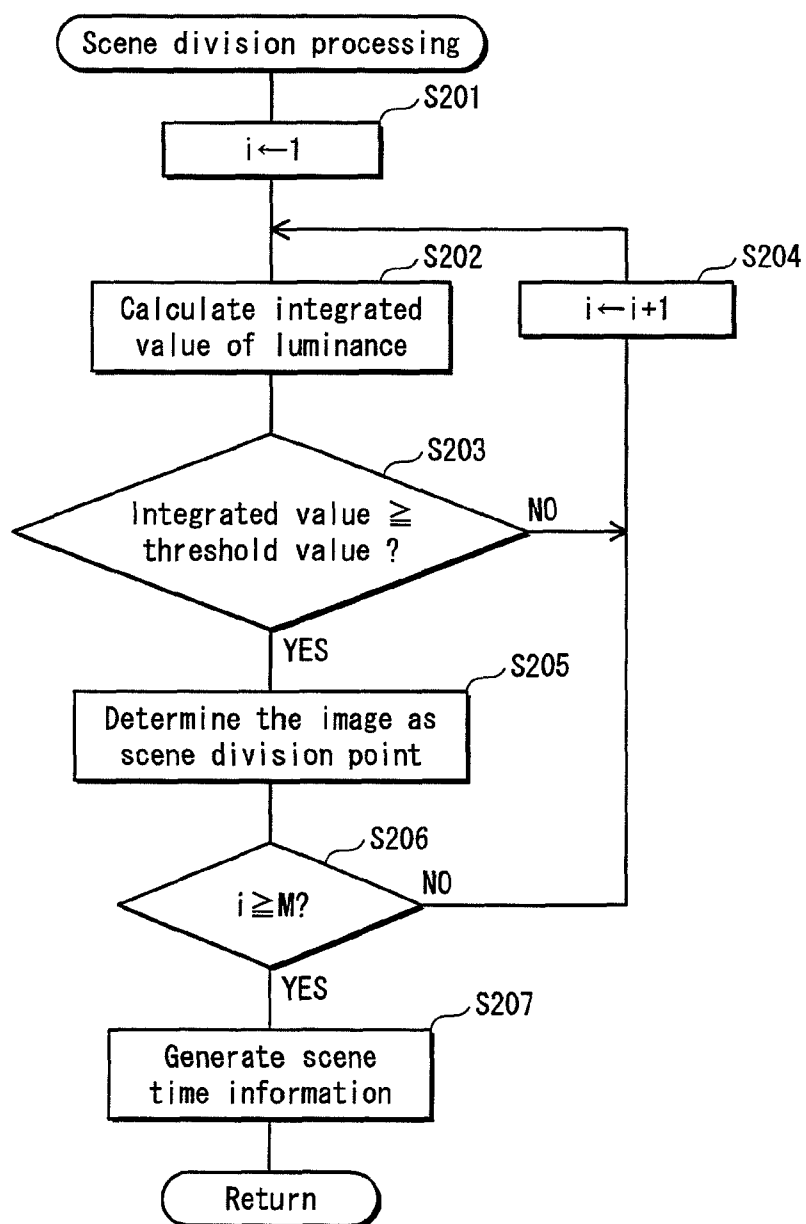 Scene division processing
S201
i←1
S202
S204
Calculate integrated
value of luminance
i←i+1
S203
Integrated value ≧
threshold value ?
NO
YES
S205
Determine the image as
scene division point
S206
i≧M?
NO
YES
S207
Generate scene
time information
Return